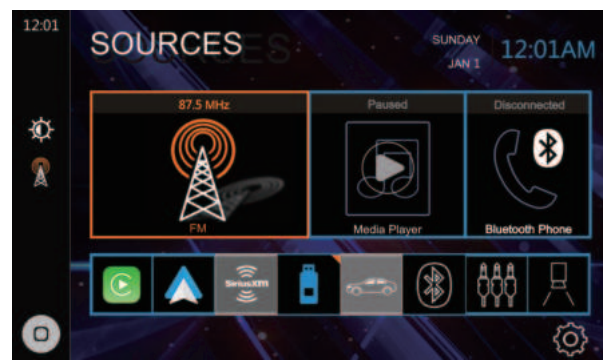 12:01
SOURCES
SUNDAY
JAN 1
12:01AM
87.5 MHz
Paused
Disconnected
FM
Media Player
Bluetooth Phone
SiriusXM